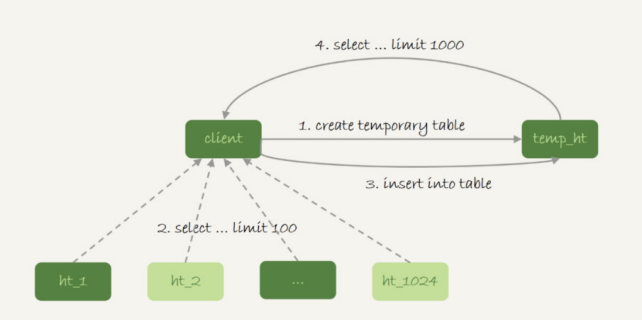 4. select ... limit 1000
client
1. create temporary table
temp_ht
3. insert into table
2. select ... limit 100
ht_1
ht_2
...
ht_1024